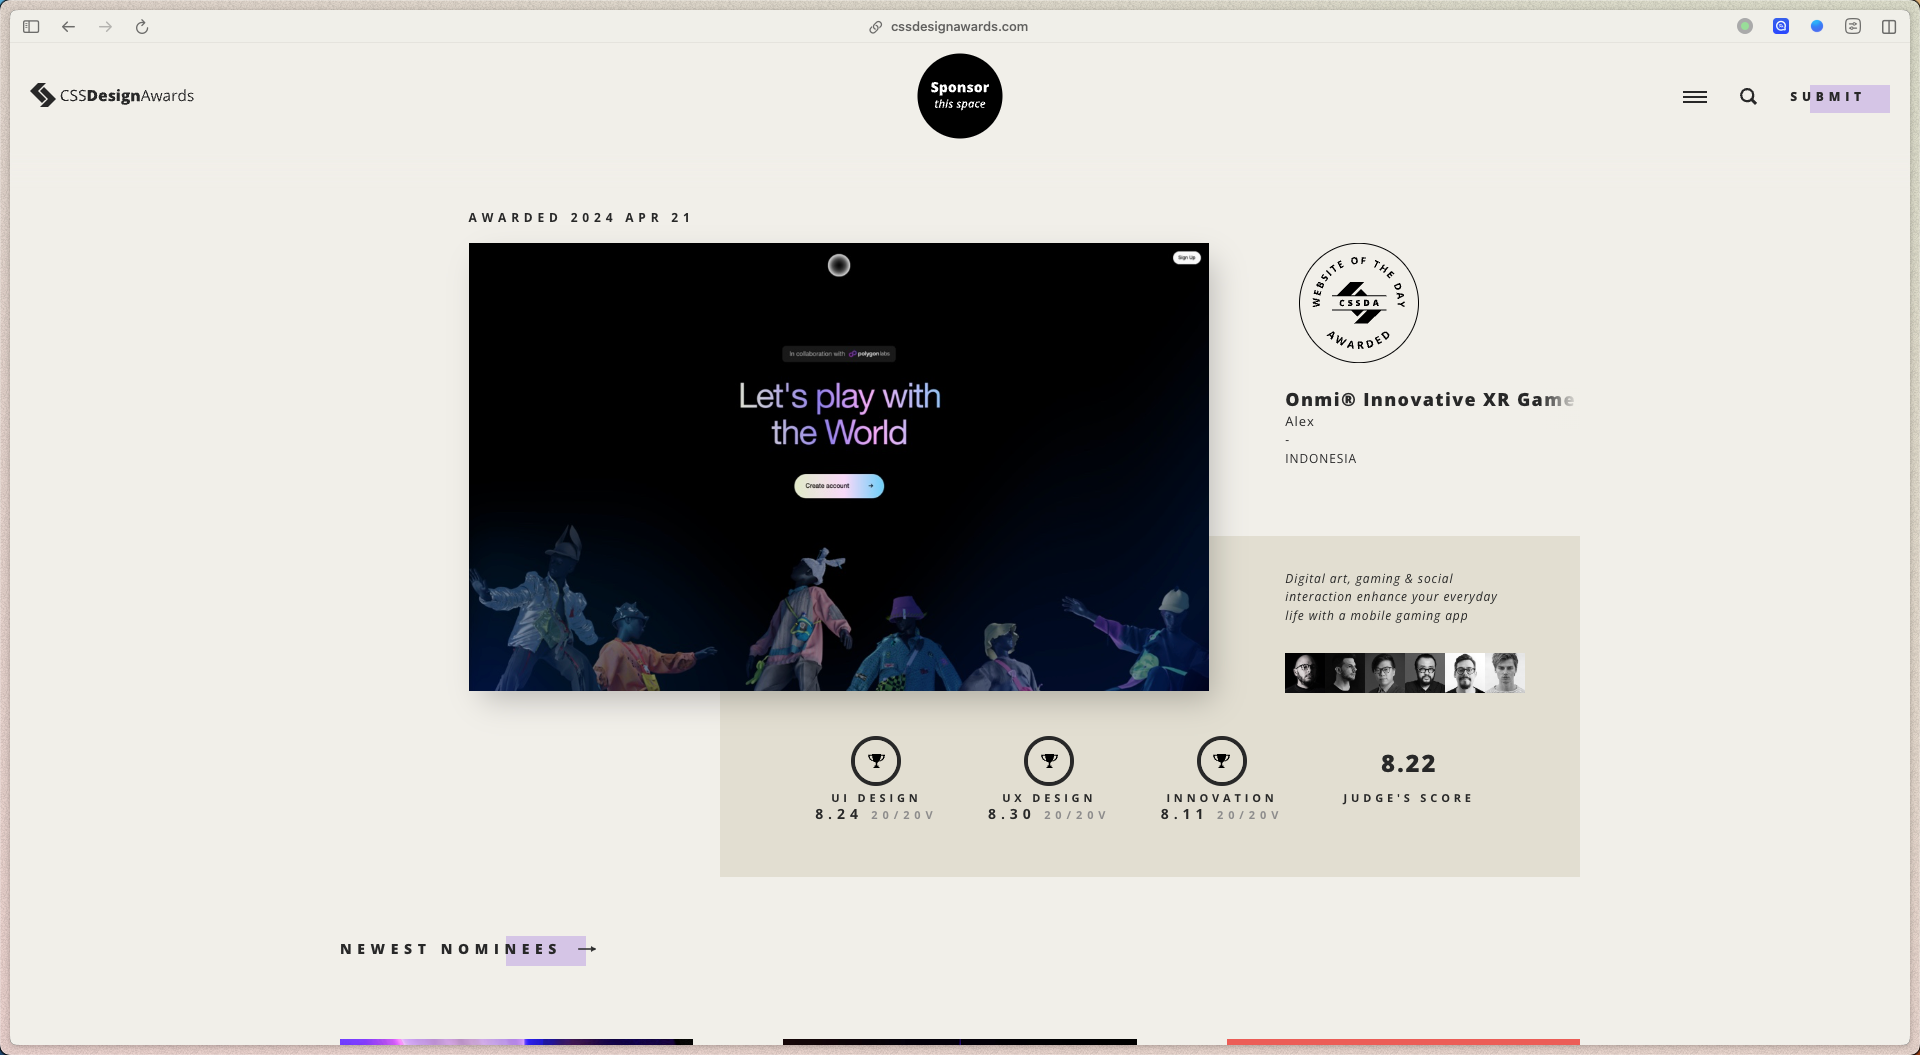 cssdesignawards.com
CSSDesignAwards
Sponsor
this space
SUBMIT
AWARDED 2024 APR 21
Sign Up
In collaboration with polygon labs
Let's play with
the World
Create account →
WEBSITE OF THE DAY
CSSDA
AWARDED
Onmi® Innovative XR Game
Alex
-
INDONESIA
Digital art, gaming & social
interaction enhance your everyday
life with a mobile gaming app
UI DESIGN
8.24 20/20V
UX DESIGN
8.30 20/20V
INNOVATION
8.11 20/20V
8.22
JUDGE'S SCORE
NEWEST NOMINEES →